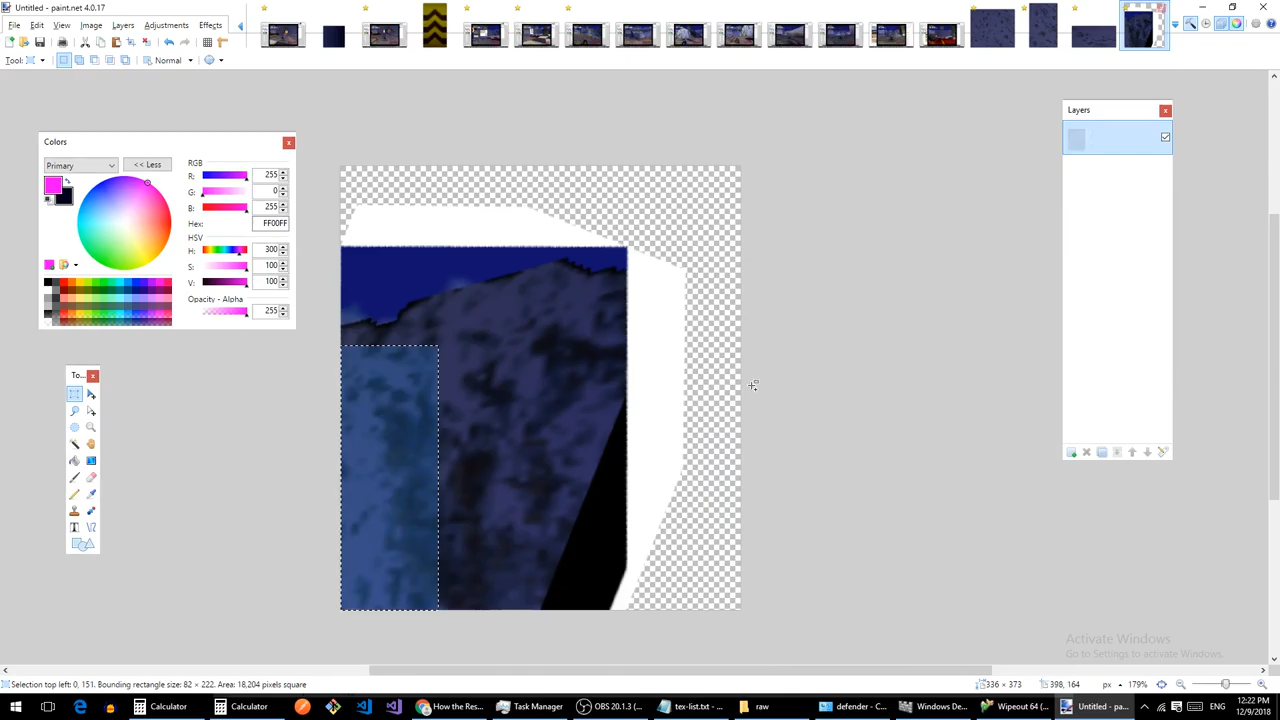 Untitled - paint.net 4.0.17
File Edit View Image Layers Adjustments Effects
Tool: Normal
Colors
Primary << Less
RGB
R: 255
G: 0
B: 255
Hex: FF00FF
HSV
H: 300
S: 100
V: 100
Opacity - Alpha
255
To...
Layers
Activate Windows
Go to Settings to activate Windows.
Selection top left: 0, 151. Bounding rectangle size: 82 × 222. Area: 18,204 pixels square
336 × 373
398, 164
px
179%
Calculator
Calculator
How the Res...
Task Manager
OBS 20.1.3 (...
tex-list.txt - ...
raw
defender - C...
Windows De...
Wipeout 64 (...
Untitled - pa...
12:22 PM
12/9/2018